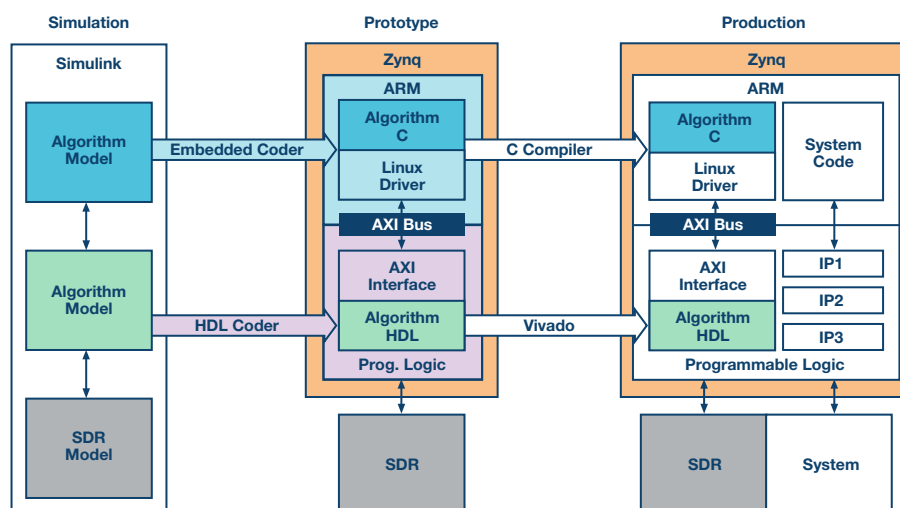 Simulation
Simulink
Algorithm
Model
Embedded Coder
Algorithm
Model
HDL Coder
SDR
Model
Prototype
Zynq
ARM
Algorithm
C
Linux
Driver
AXI Bus
AXI
Interface
Algorithm
HDL
Prog. Logic
SDR
C Compiler
Vivado
Production
Zynq
ARM
Algorithm
C
Linux
Driver
System
Code
AXI Bus
AXI
Interface
Algorithm
HDL
IP1
IP2
IP3
Programmable Logic
SDR
System